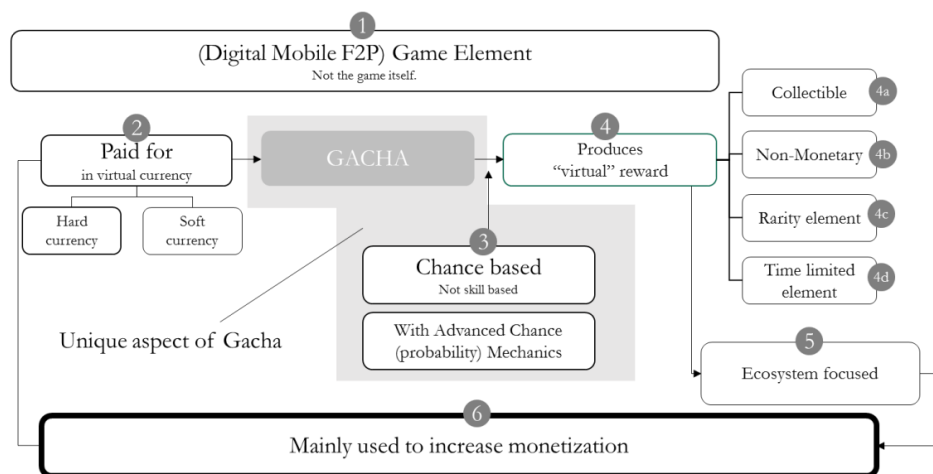 1
(Digital Mobile F2P) Game Element
Not the game itself.
2
Paid for
in virtual currency
Hard
currency
Soft
currency
GACHA
3
Chance based
Not skill based
With Advanced Chance
(probability) Mechanics
Unique aspect of Gacha
4
Produces
“virtual” reward
Collectible
4a
Non-Monetary
4b
Rarity element
4c
Time limited
element
4d
5
Ecosystem focused
6
Mainly used to increase monetization